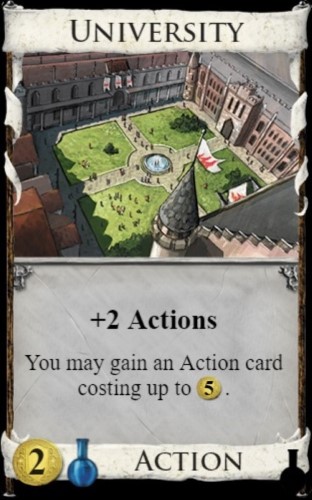 UNIVERSITY
+2 Actions
You may gain an Action card
costing up to 5 .
2 ACTION